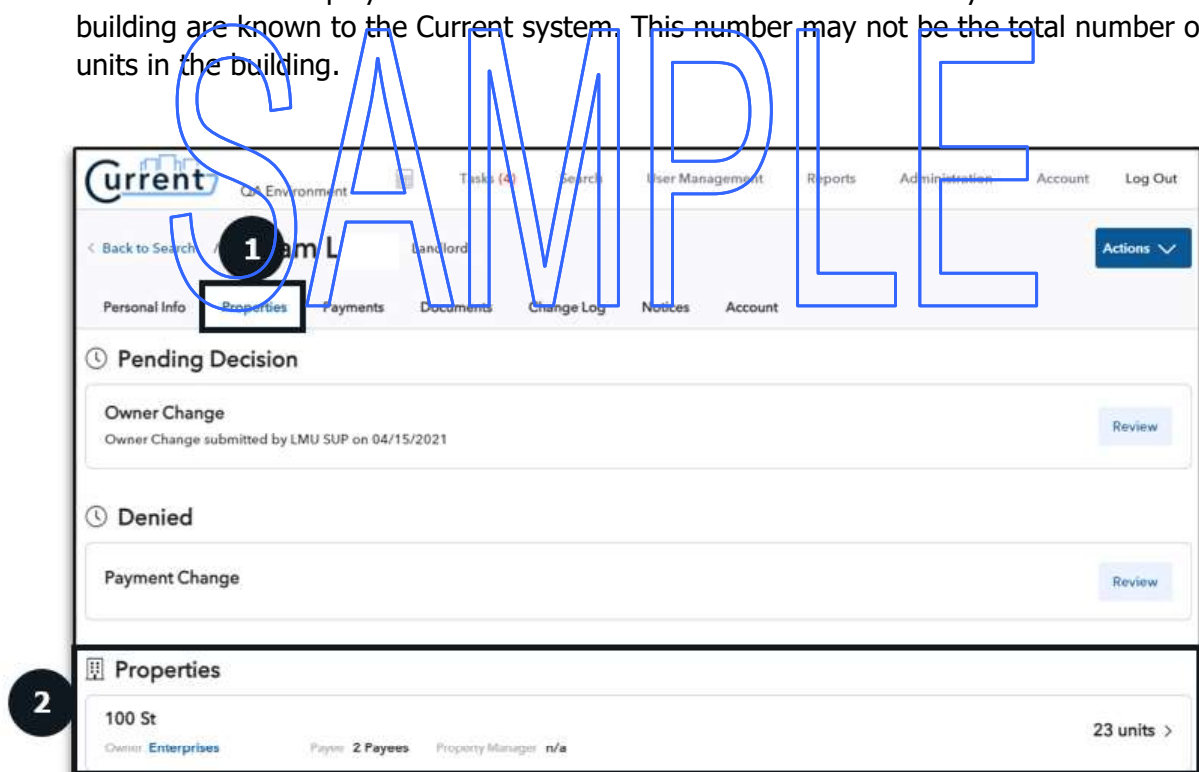 building are known to the Current system. This number may not be the total number o
units in the building.
SAMPLE
Current QA Environment Tasks (4) Search User Management Reports Administration Account Log Out
< Back to Search / 1 am L Landlord Actions
Personal Info Properties Payments Documents Change Log Notices Account
Pending Decision
Owner Change
Owner Change submitted by LMU SUP on 04/15/2021 Review
Denied
Payment Change Review
Properties
2
100 St 23 units >
Owner Enterprises Payee 2 Payees Property Manager n/a